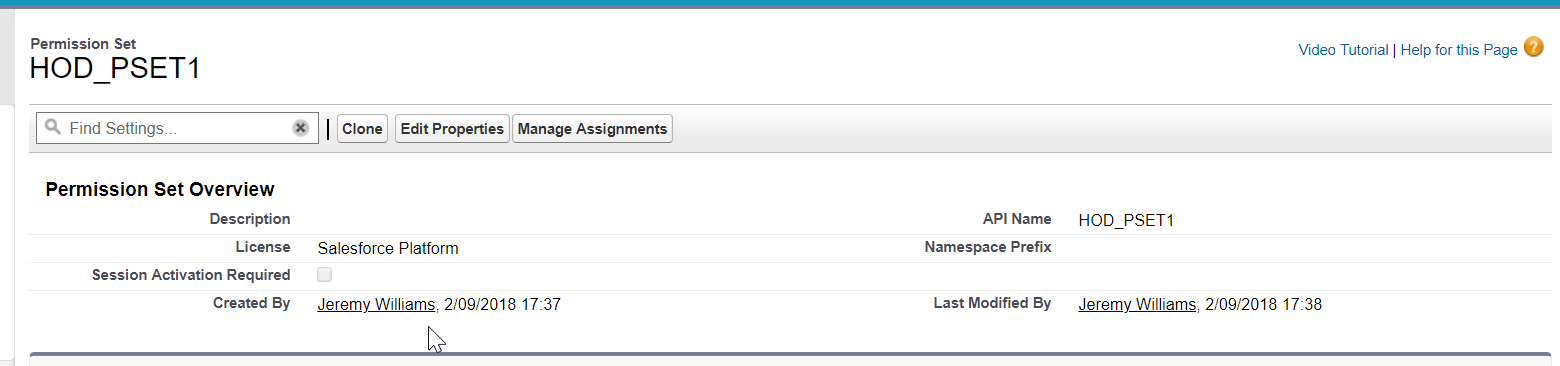 Permission Set
HOD_PSET1
Video Tutorial | Help for this Page ?
Find Settings... Clone Edit Properties Manage Assignments
Permission Set Overview
Description API Name HOD_PSET1
License Salesforce Platform Namespace Prefix
Session Activation Required
Created By Jeremy Williams, 2/09/2018 17:37 Last Modified By Jeremy Williams, 2/09/2018 17:38